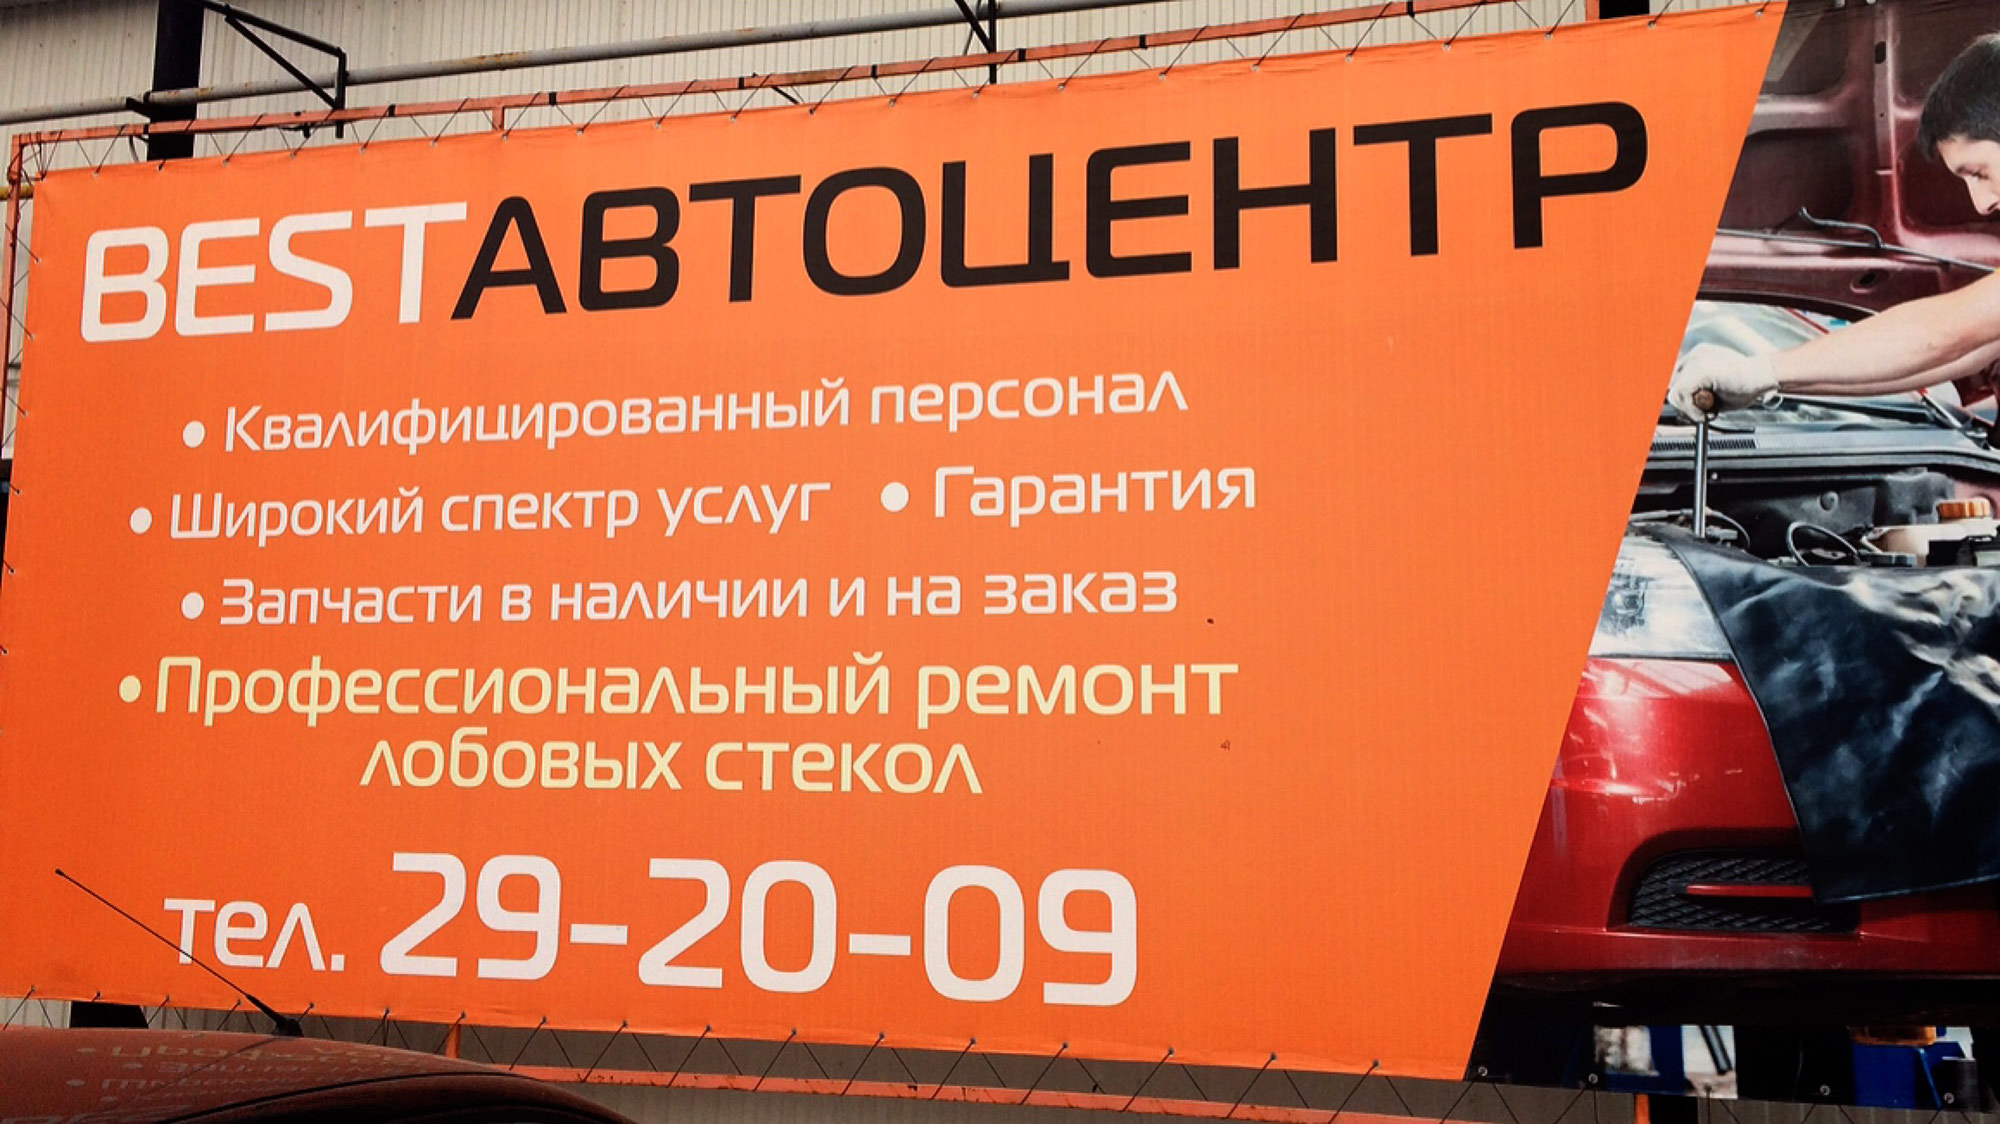 BESTАВТОЦЕНТР
• Квалифицированный персонал
• Широкий спектр услуг • Гарантия
• Запчасти в наличии и на заказ
• Профессиональный ремонт
лобовых стекол
тел. 29-20-09